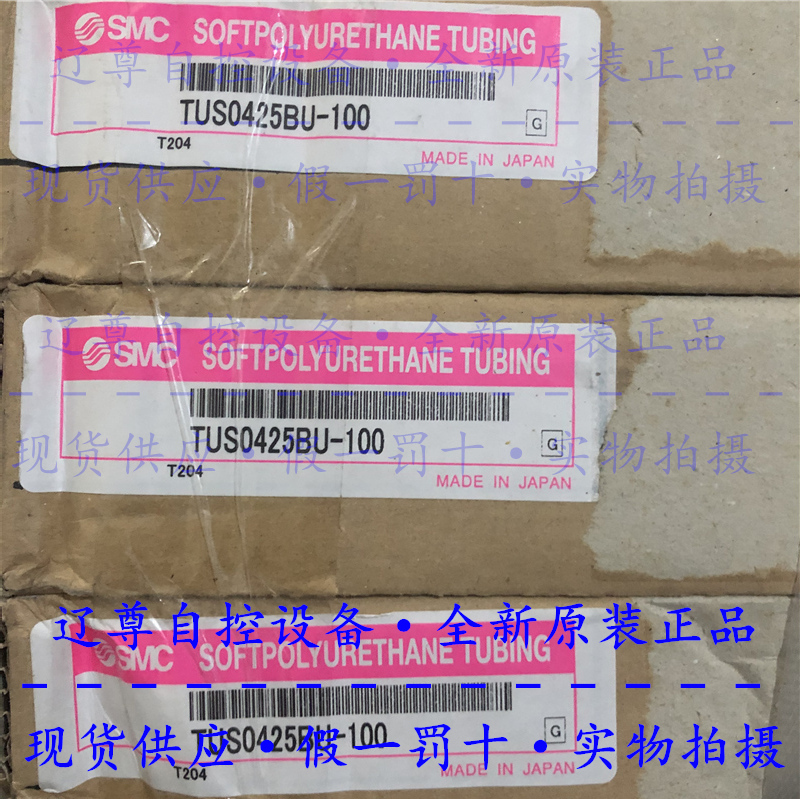 SMC SOFTPOLYURETHANE TUBING
辽尊自控设备·全新原装正品
TUS0425BU-100
G
T204
MADE IN JAPAN
现货供应·假一罚十·实物拍摄
辽尊自控设备·全新原装正品
SMC SOFTPOLYURETHANE TUBING
TUS0425BU-100
G
现货供应·假一罚十·实物拍摄
T204
MADE IN JAPAN
辽尊自控设备·全新原装正品
SMC SOFTPOLYURETHANE TUBING
TUS0425BU-100
G
现货供应·假一罚十·实物拍摄
T204
MADE IN JAPAN